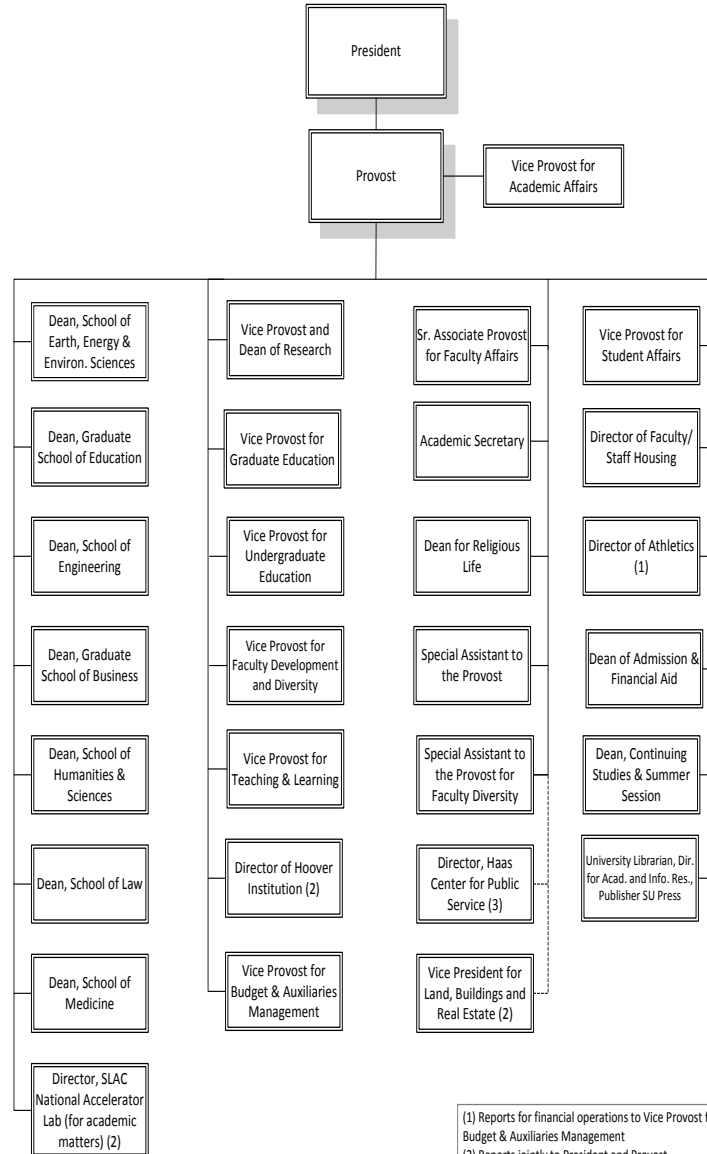 President
Provost
Vice Provost for
Academic Affairs
Dean, School of
Earth, Energy &
Environ. Sciences
Dean, Graduate
School of Education
Dean, School of
Engineering
Dean, Graduate
School of Business
Dean, School of
Humanities &
Sciences
Dean, School of Law
Dean, School of
Medicine
Director, SLAC
National Accelerator
Lab (for academic
matters) (2)
Vice Provost and
Dean of Research
Vice Provost for
Graduate Education
Vice Provost for
Undergraduate
Education
Vice Provost for
Faculty Development
and Diversity
Vice Provost for
Teaching & Learning
Director of Hoover
Institution (2)
Vice Provost for
Budget & Auxiliaries
Management
Sr. Associate Provost
for Faculty Affairs
Academic Secretary
Dean for Religious
Life
Special Assistant to
the Provost
Special Assistant to
the Provost for
Faculty Diversity
Director, Haas
Center for Public
Service (3)
Vice President for
Land, Buildings and
Real Estate (2)
Vice Provost for
Student Affairs
Director of Faculty/
Staff Housing
Director of Athletics
(1)
Dean of Admission &
Financial Aid
Dean, Continuing
Studies & Summer
Session
University Librarian, Dir.
for Acad. and Info. Res.,
Publisher SU Press
(1) Reports for financial operations to Vice Provost
Budget & Auxiliaries Management
(2) Reports jointly to President and Provost